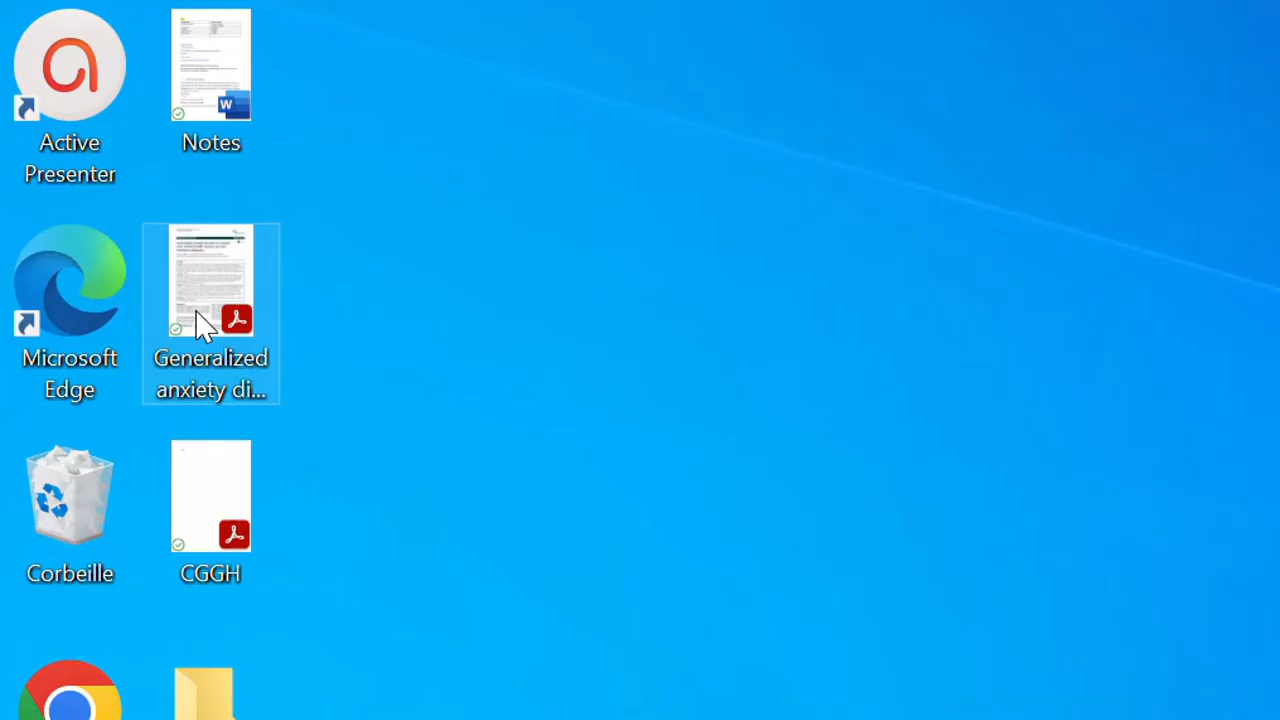 Active
Presenter
Notes
Microsoft
Edge
Generalized
anxiety di...
Corbeille
CGGH